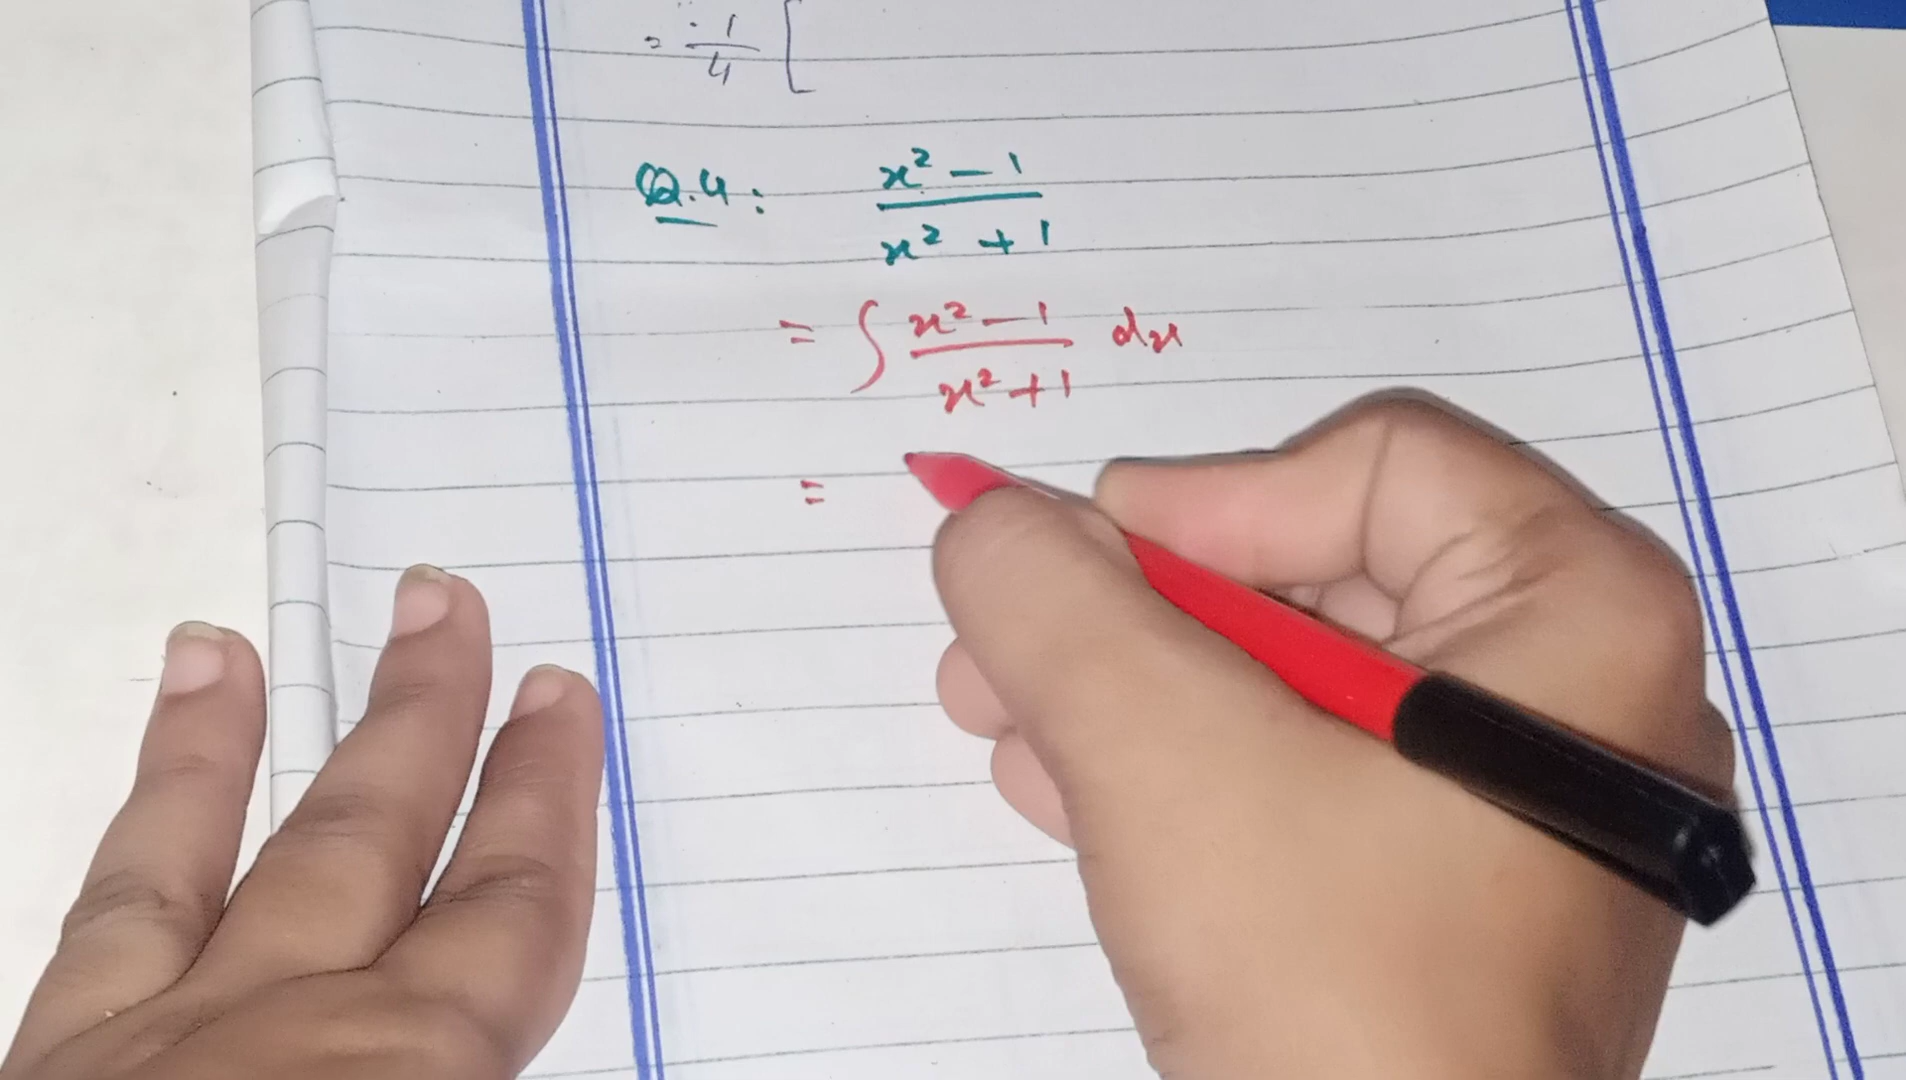 = -1/4 [
Q.4: x² - 1 / x² + 1
= ∫ x² - 1 / x² + 1 dx
=